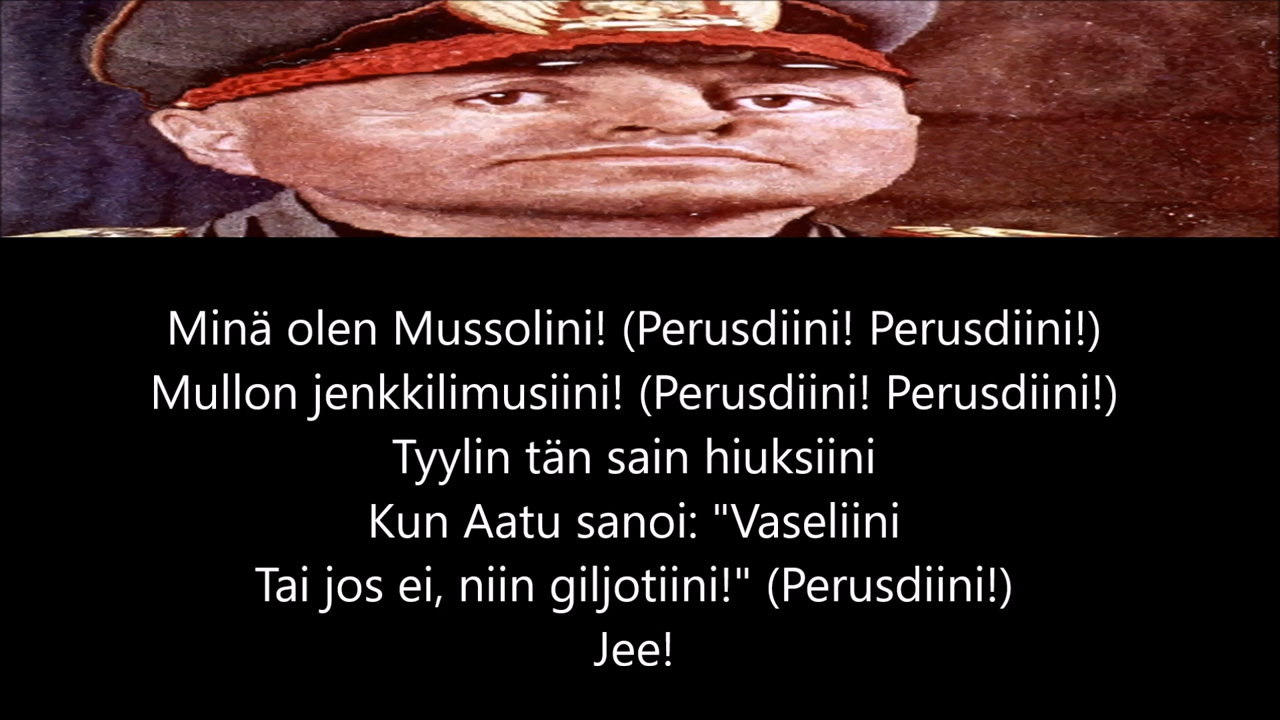 Minä olen Mussolini! (Perusdiini! Perusdiini!)
Mullon jenkkilimusiini! (Perusdiini! Perusdiini!)
Tyylin tän sain hiuksiini
Kun Aatu sanoi: "Vaseliini
Tai jos ei, niin giljotiini!" (Perusdiini!)
Jee!